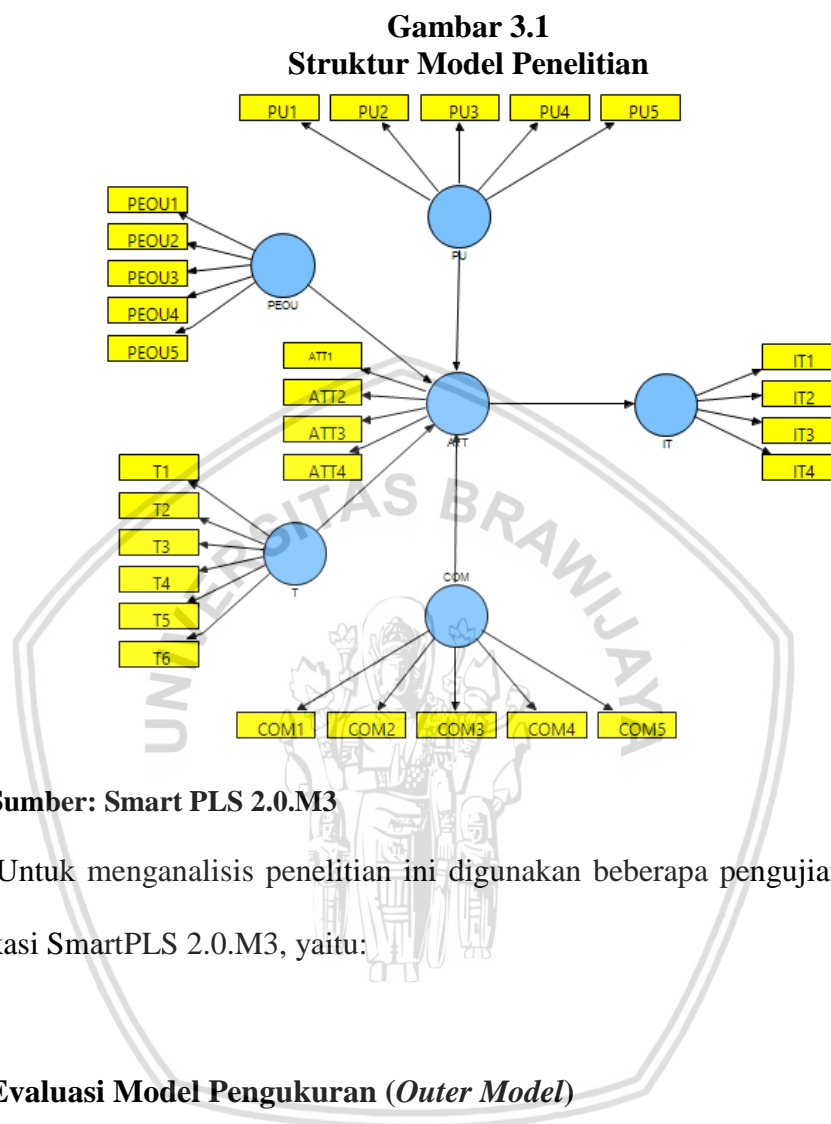 Gambar 3.1
Struktur Model Penelitian
PU1 PU2 PU3 PU4 PU5
PU
PEOU1
PEOU2
PEOU3
PEOU4
PEOU5
PEOU
ATT1
ATT2
ATT3
ATT4
ATT
IT1
IT2
IT3
IT4
IT
T1
T2
T3
T4
T5
T6
T
COM
COM1 COM2 COM3 COM4 COM5
UNIVERSITAS BRAWIJAYA
Sumber: Smart PLS 2.0.M3
Untuk menganalisis penelitian ini digunakan beberapa pengujian
kasi SmartPLS 2.0.M3, yaitu:
Evaluasi Model Pengukuran (Outer Model)